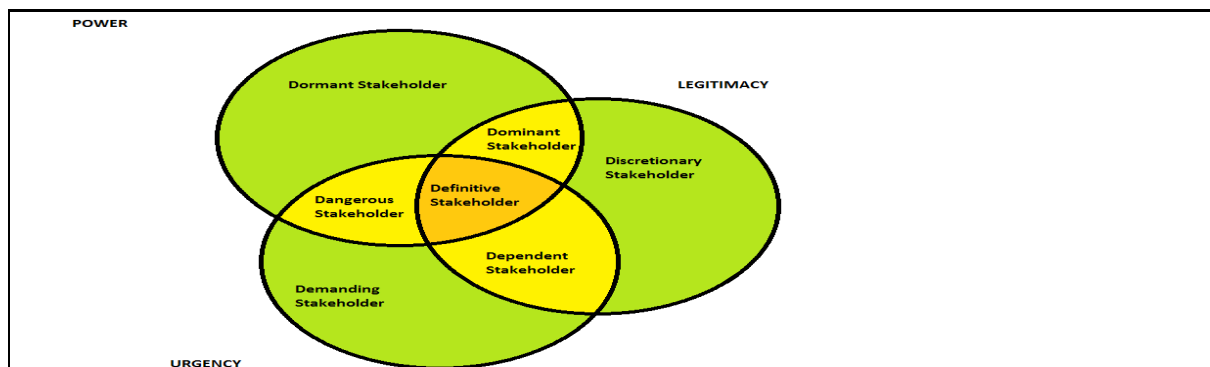 POWER
Dormant Stakeholder
LEGITIMACY
Dominant
Stakeholder
Discretionary
Stakeholder
Definitive
Stakeholder
Dangerous
Stakeholder
Dependent
Stakeholder
Demanding
Stakeholder
URGENCY